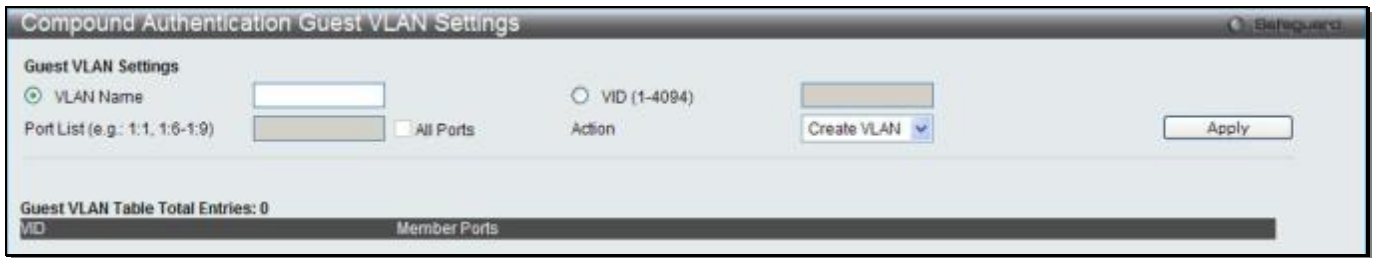 Compound Authentication Guest VLAN Settings
Safeguard
Guest VLAN Settings
VLAN Name
VID (1-4094)
Port List (e.g.: 1:1, 1:6-1:9)
All Ports
Action
Create VLAN
Apply
Guest VLAN Table Total Entries: 0
VID
Member Ports